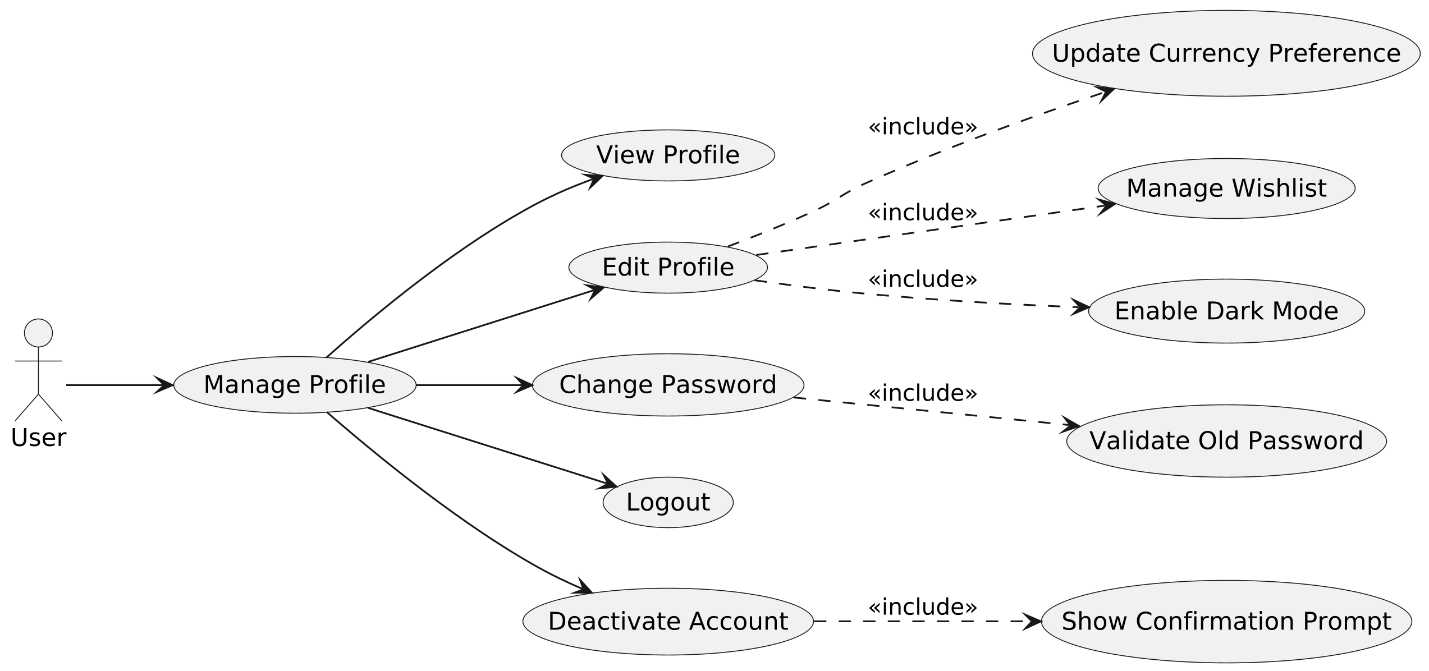 Update Currency Preference
«include»
View Profile
Manage Wishlist
«include»
Edit Profile
«include»
Enable Dark Mode
Manage Profile
Change Password
«include»
User
Validate Old Password
Logout
«include»
Deactivate Account
Show Confirmation Prompt